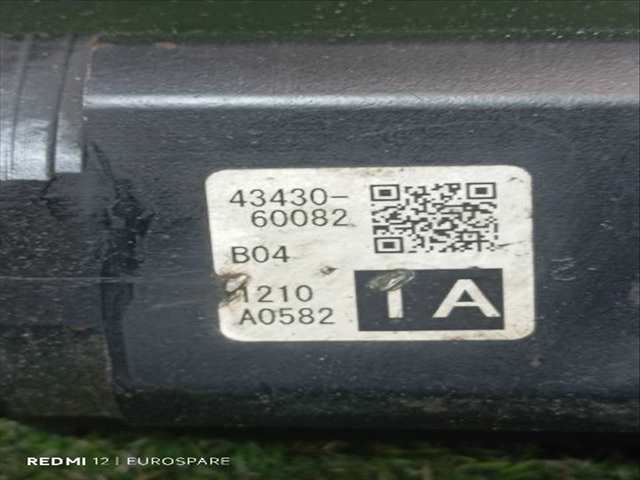 43430-
60082
B04
1210
A0582
1A
REDMI 12 | EUROSPARE